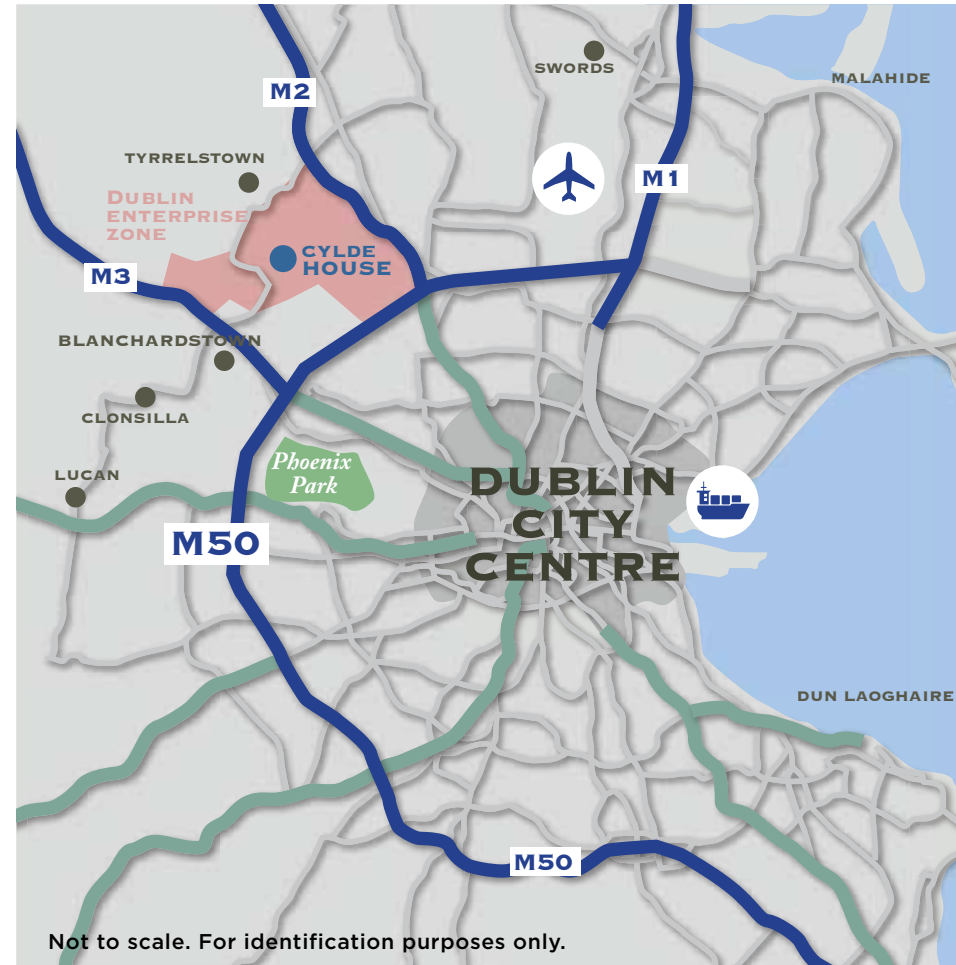 SWORDS
MALAHIDE
M2
TYRRELSTOWN
M1
DUBLIN
ENTERPRISE
ZONE
CYLDE
HOUSE
M3
BLANCHARDSTOWN
CLONSILLA
LUCAN
Phoenix
Park
DUBLIN
CITY
CENTRE
M50
DUN LAOGHAIRE
M50
Not to scale. For identification purposes only.